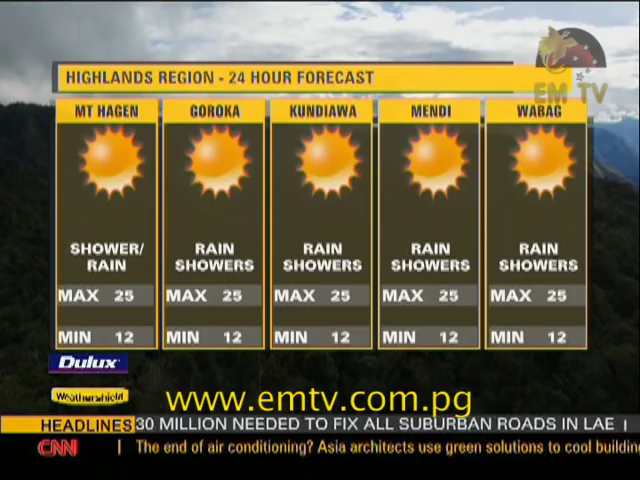 EM TV
HIGHLANDS REGION - 24 HOUR FORECAST
MT HAGEN
SHOWER/
RAIN
MAX 25
MIN 12
GOROKA
RAIN
SHOWERS
MAX 25
MIN 12
KUNDIAWA
RAIN
SHOWERS
MAX 25
MIN 12
MENDI
RAIN
SHOWERS
MAX 25
MIN 12
WABAG
RAIN
SHOWERS
MAX 25
MIN 12
Dulux
Weathershield
www.emtv.com.pg
HEADLINES 30 MILLION NEEDED TO FIX ALL SUBURBAN ROADS IN LAE |
CNN | The end of air conditioning? Asia architects use green solutions to cool building